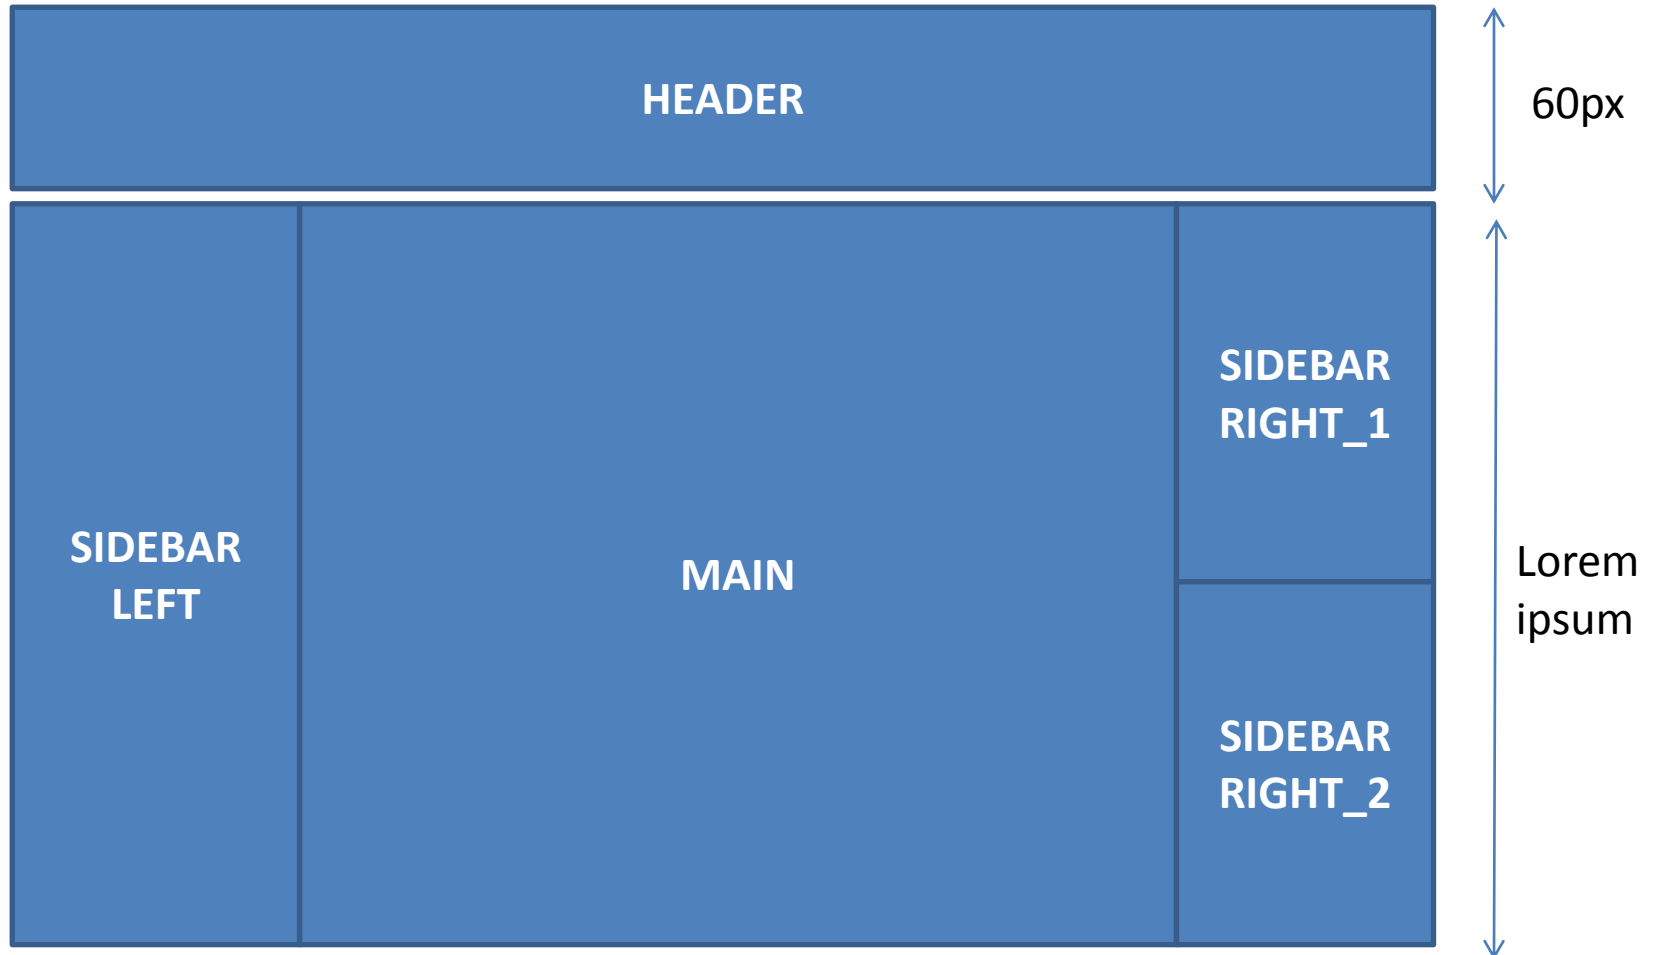 HEADER
60px
SIDEBAR
LEFT
MAIN
SIDEBAR
RIGHT_1
SIDEBAR
RIGHT_2
Lorem
ipsum